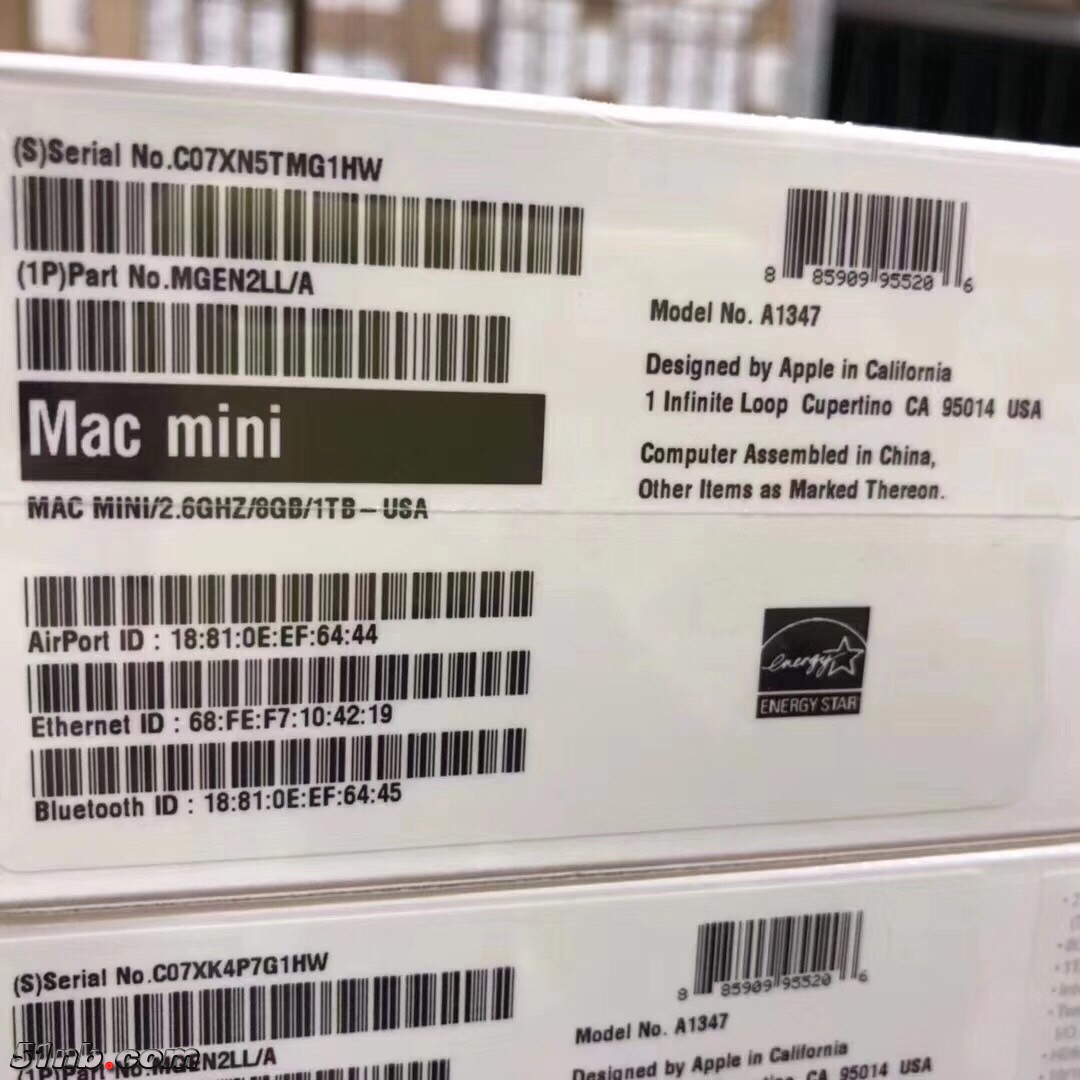 (S)Serial No.C07XN5TMG1HW
(1P)Part No.MGEN2LL/A
Mac mini
MAC MINI/2.6GHZ/8GB/1TB-USA
AirPort ID : 18:81:0E:EF:64:44
Ethernet ID : 68:FE:F7:10:42:19
Bluetooth ID : 18:81:0E:EF:64:45
8 85909 95520 6
Model No. A1347
Designed by Apple in California
1 Infinite Loop Cupertino CA 95014 USA
Computer Assembled in China,
Other Items as Marked Thereon.
energy
ENERGY STAR
(S)Serial No.C07XK4P7G1HW
(1P)Part No.MGEN2LL/A
8 85909 95520 6
Model No. A1347
Designed by Apple in California
CA 95014 USA
51nb.com